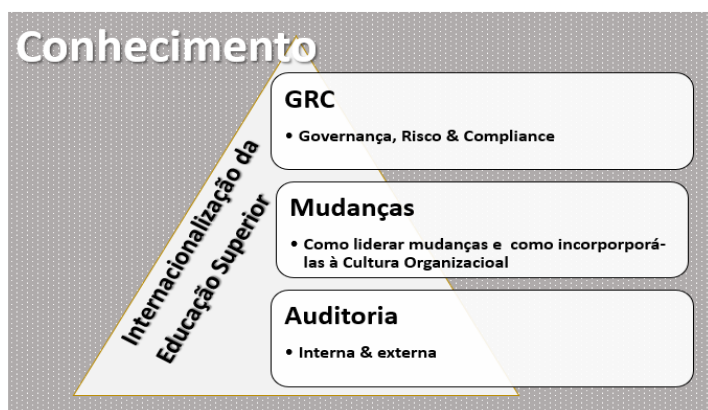 Conhecimento
Internacionalização da
Educação Superior
GRC
• Governança, Risco & Compliance
Mudanças
• Como liderar mudanças e como incorporporá-
las à Cultura Organizacioal
Auditoria
• Interna & externa